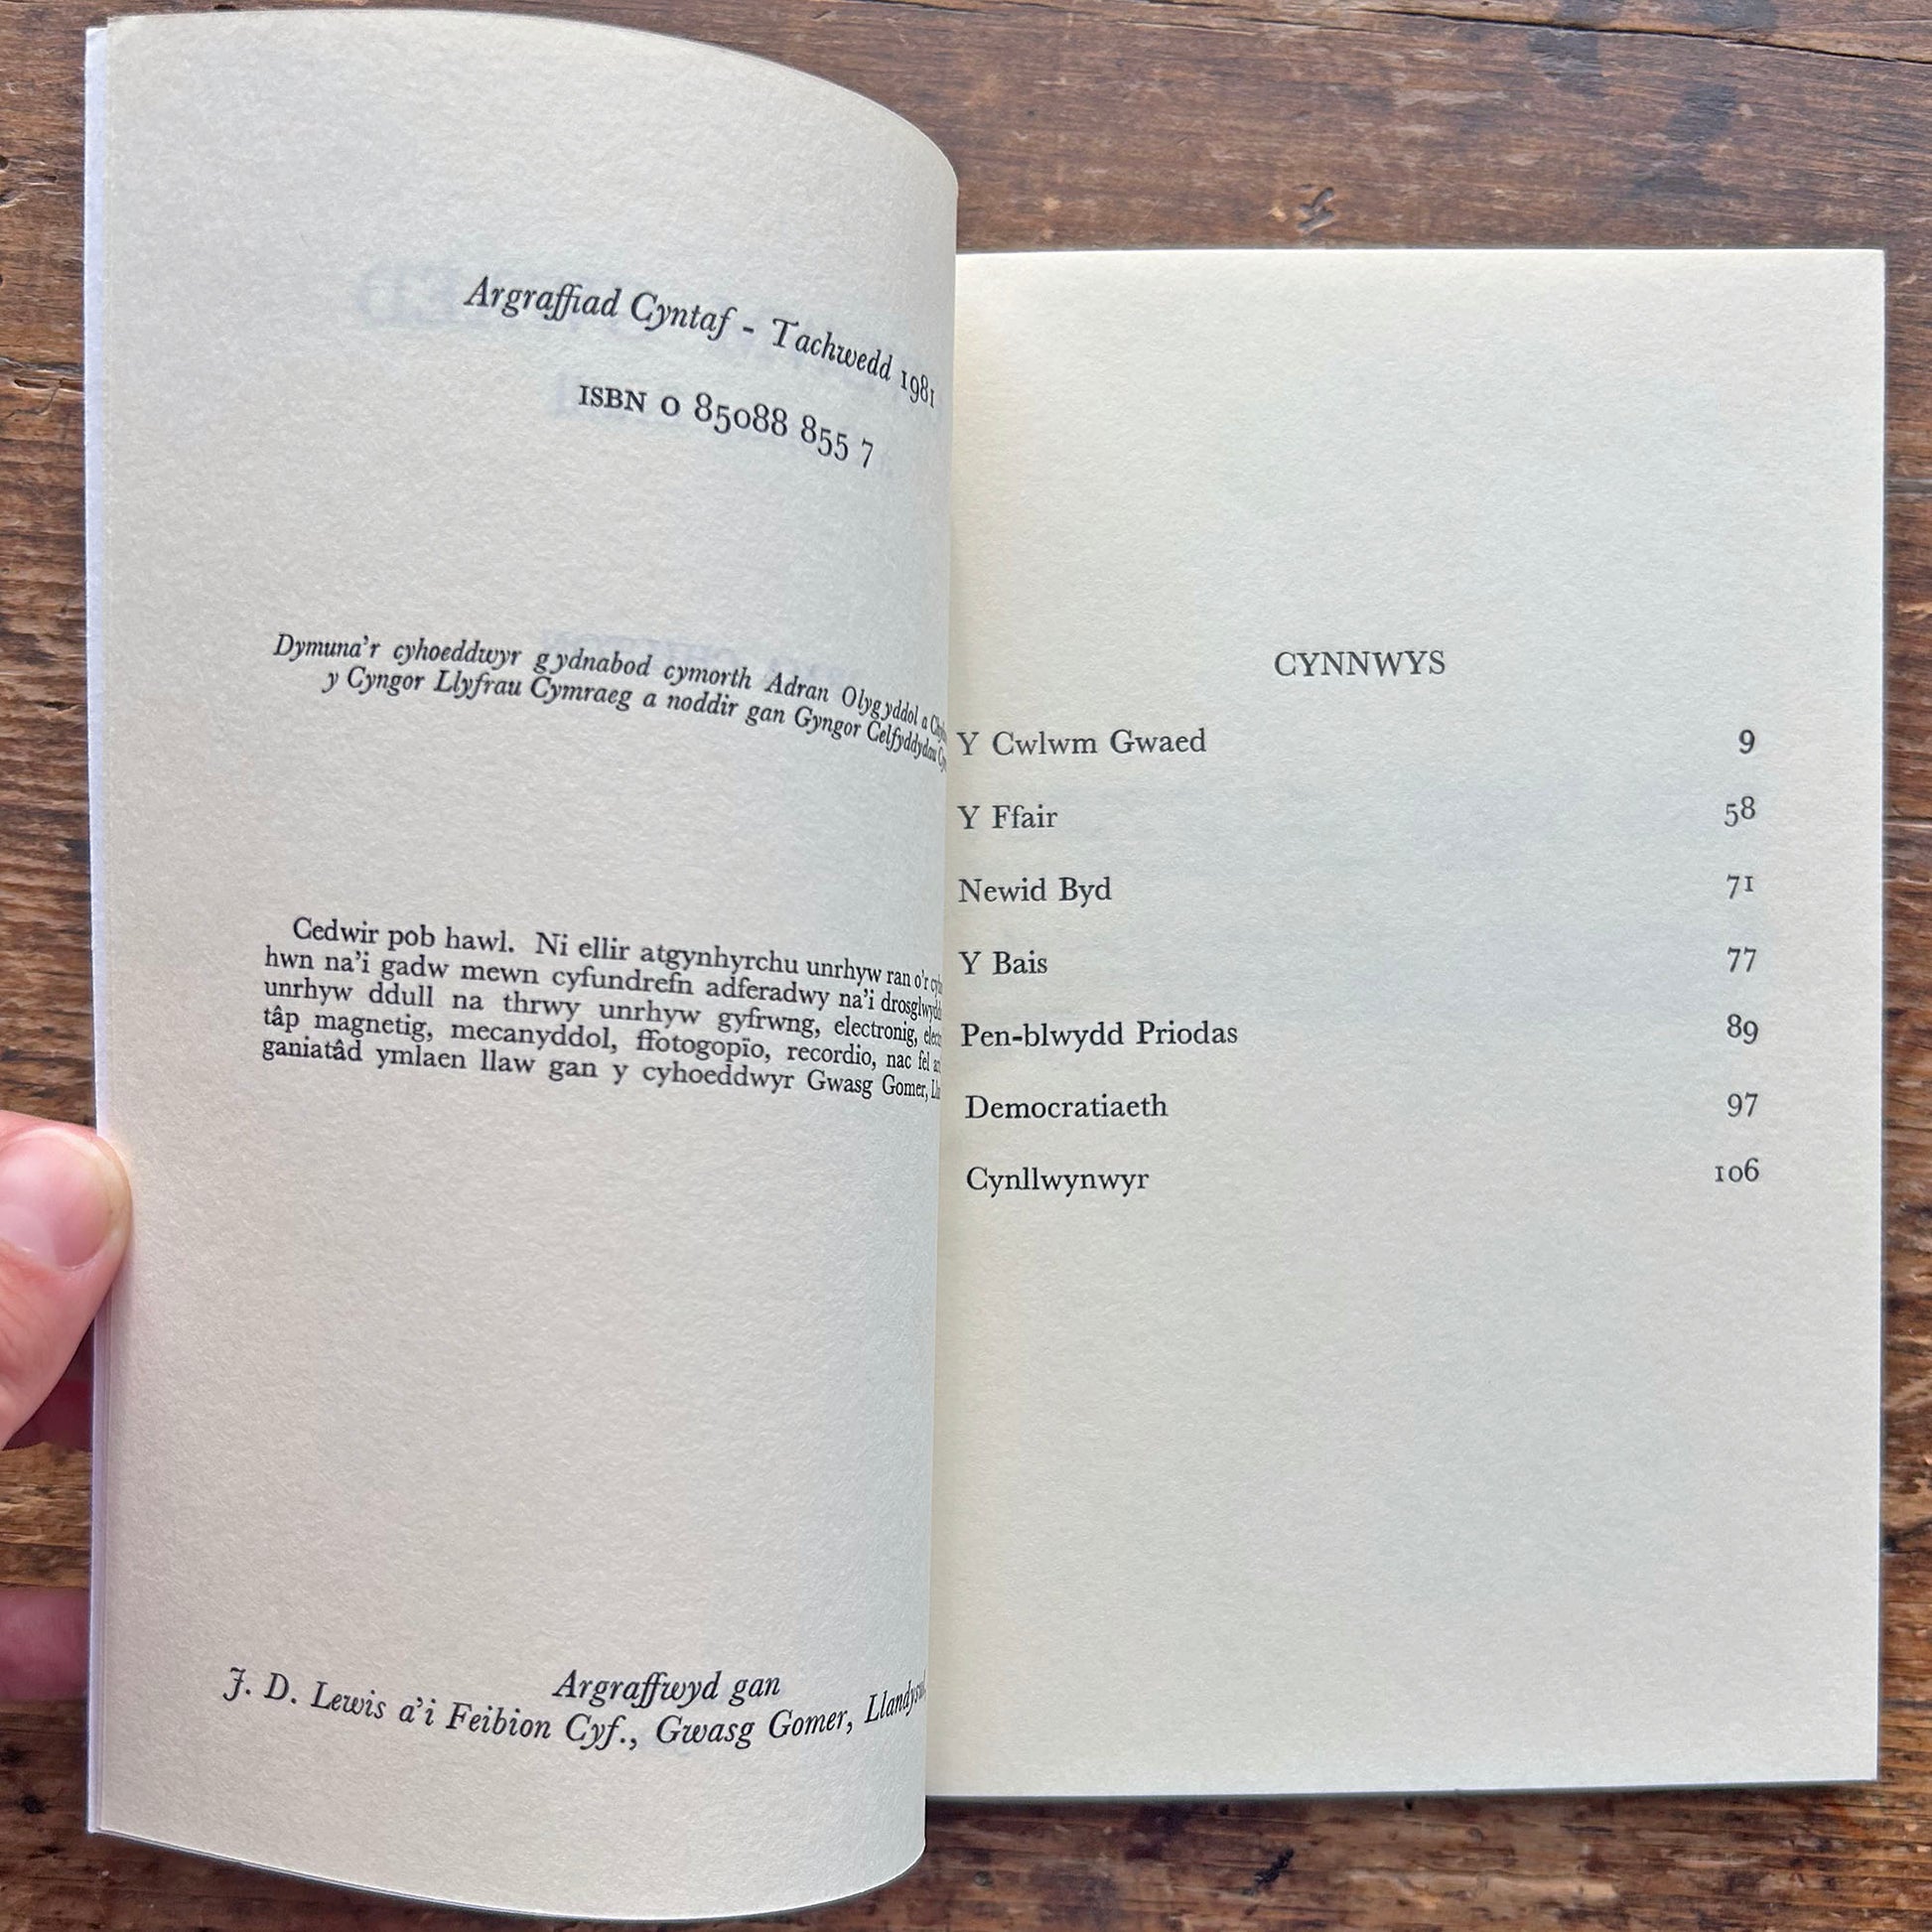 Argraffiad Cyntaf - Tachwedd 1981
ISBN 0 85088 855 7
Dymuna'r cyhoeddwyr gydnabod cymorth Adran Olygyddol a
y Cyngor Llyfrau Cymraeg a noddir gan Gyngor Celfyddydau
Cedwir pob hawl. Ni ellir atgynhyrchu unrhyw ran o'r
hwn na'i gadw mewn cyfundrefn adferadwy na'i
unrhyw ddull na thrwy unrhyw gyfrwng, electronig,
tâp magnetig, mecanyddol, ffotogopïo, recordio, nac fel
ganiatâd ymlaen llaw gan y cyhoeddwyr Gwasg Gomer,
Argraffwyd gan
J. D. Lewis a'i Feibion Cyf., Gwasg Gomer, Llandysul
CYNNWYS
Y Cwlwm Gwaed 9
Y Ffair 58
Newid Byd 71
Y Bais 77
Pen-blwydd Priodas 89
Democratiaeth 97
Cynllwynwyr 106